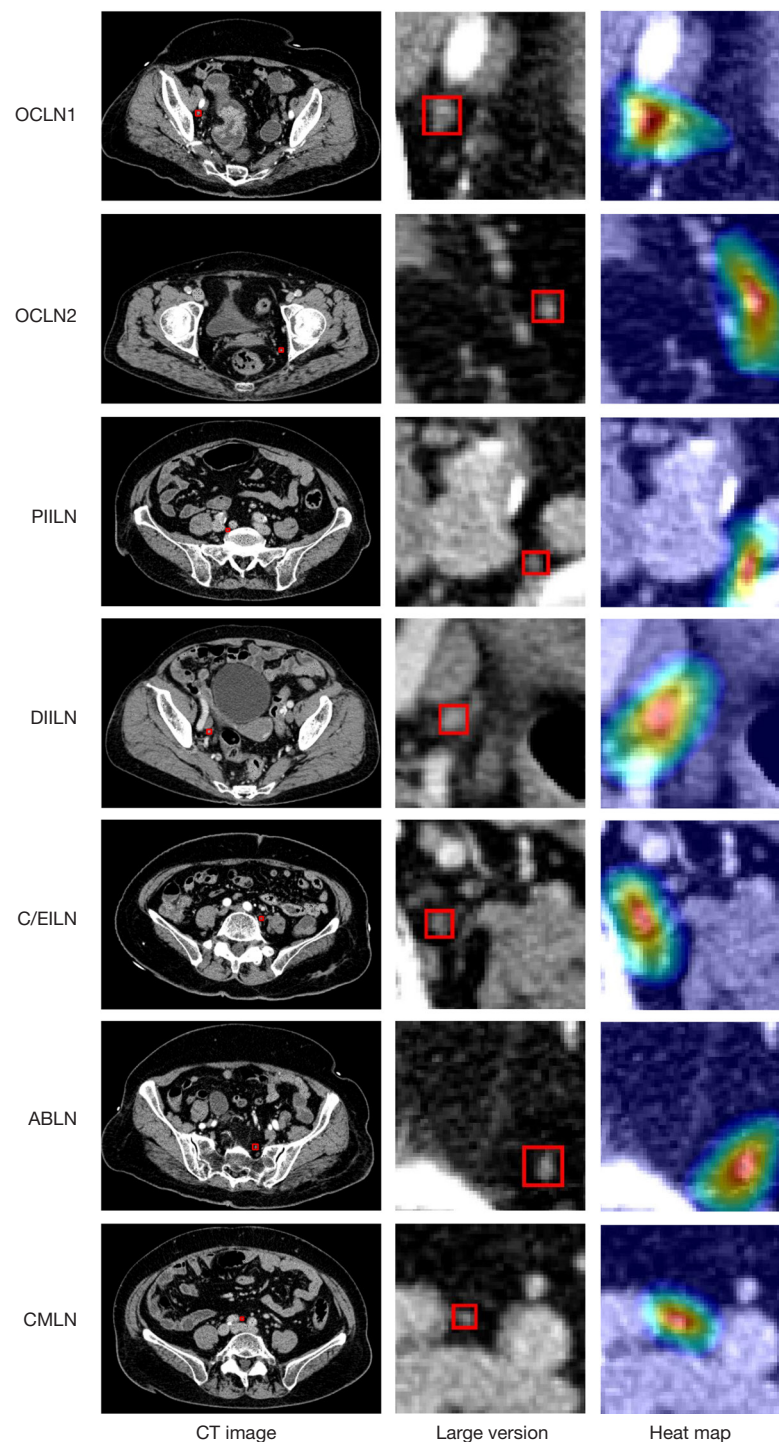 OCLN1
OCLN2
PIILN
DIILN
C/EILN
ABLN
CMLN
CT image
Large version
Heat map